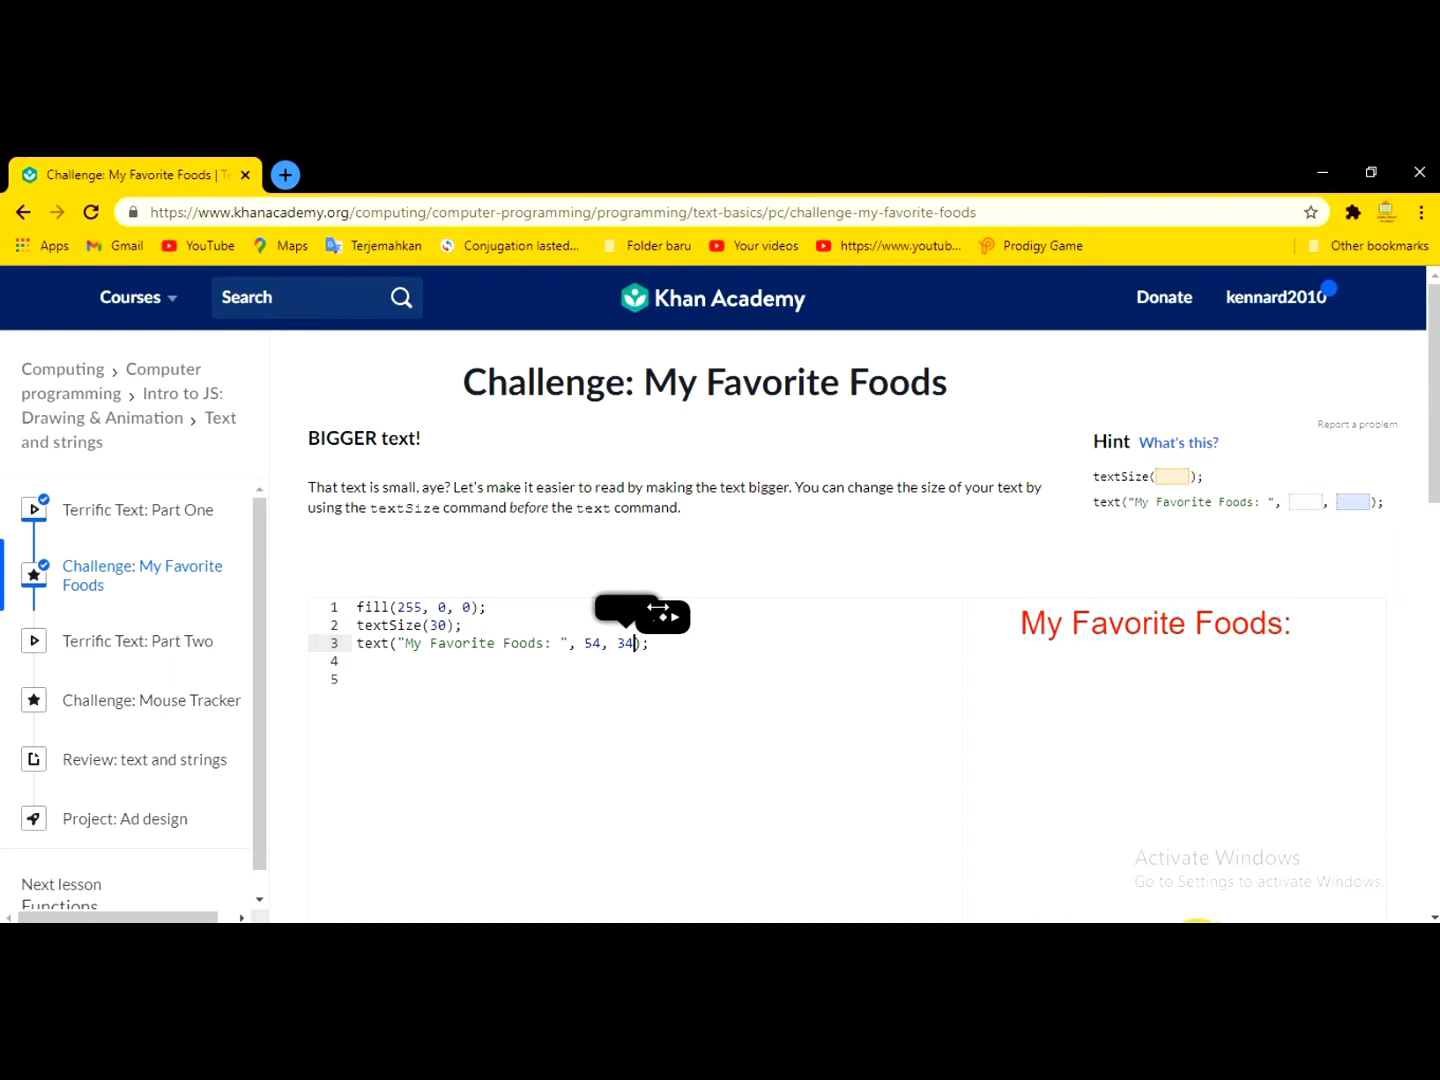 Challenge: My Favorite Foods | Te
https://www.khanacademy.org/computing/computer-programming/programming/text-basics/pc/challenge-my-favorite-foods
Apps Gmail YouTube Maps Terjemahkan Conjugation lasted... Folder baru Your videos https://www.youtub... Prodigy Game Other bookmarks
Courses Search Khan Academy Donate kennard2010
Computing > Computer
programming > Intro to JS:
Drawing & Animation > Text
and strings
Terrific Text: Part One
Challenge: My Favorite
Foods
Terrific Text: Part Two
Challenge: Mouse Tracker
Review: text and strings
Project: Ad design
Next lesson
Functions
Challenge: My Favorite Foods
Report a problem
BIGGER text!
That text is small, aye? Let's make it easier to read by making the text bigger. You can change the size of your text by
using the textSize command before the text command.
Hint What's this?
textSize( );
text("My Favorite Foods: ", , );
1 fill(255, 0, 0);
2 textSize(30);
3 text("My Favorite Foods: ", 54, 34);
4
5
My Favorite Foods:
Activate Windows
Go to Settings to activate Windows.